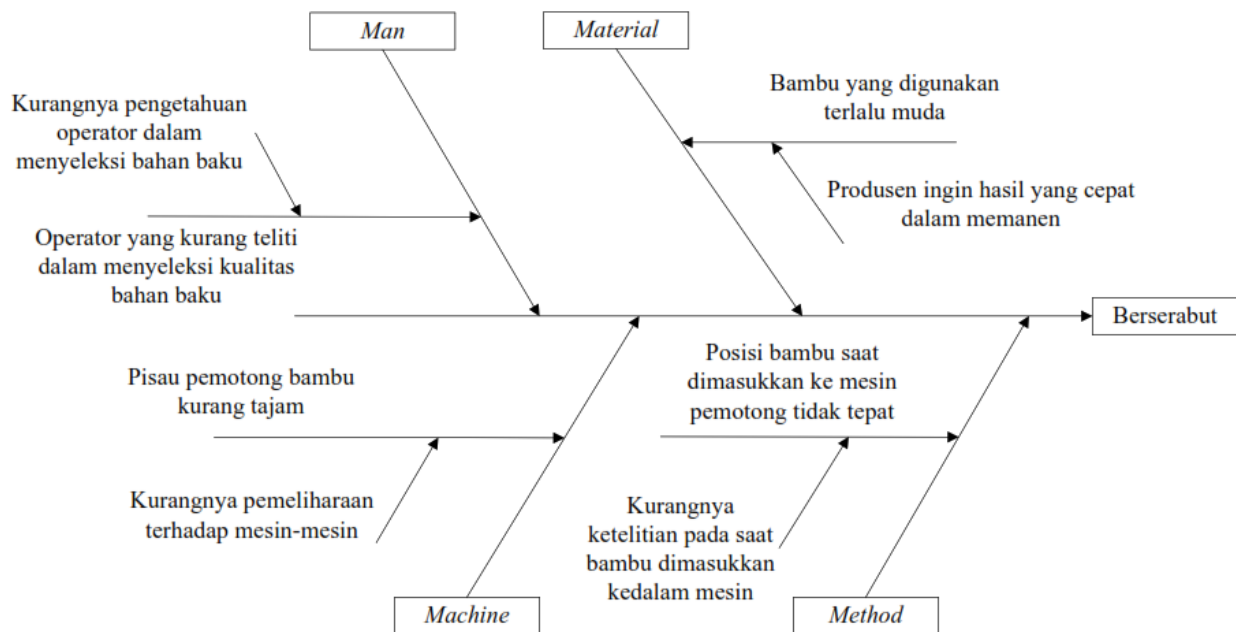 Man
Material
Kurangnya pengetahuan
operator dalam
menyeleksi bahan baku
Bambu yang digunakan
terlalu muda
Produsen ingin hasil yang cepat
dalam memanen
Operator yang kurang teliti
dalam menyeleksi kualitas
bahan baku
Berserabut
Pisau pemotong bambu
kurang tajam
Posisi bambu saat
dimasukkan ke mesin
pemotong tidak tepat
Kurangnya pemeliharaan
terhadap mesin-mesin
Kurangnya
ketelitian pada saat
bambu dimasukkan
kedalam mesin
Machine
Method